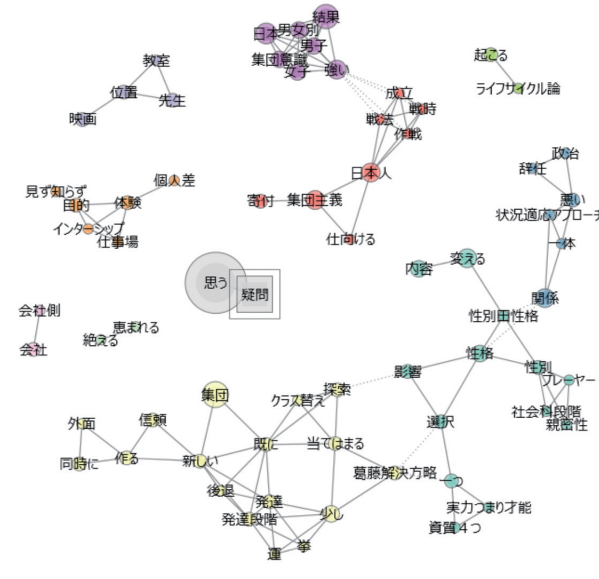 結果
日本
男女別
男子
集団意識
女子
強い
起こる
ライフサイクル論
教室
位置
先生
映画
成立
戦時
戦法
作戦
日本人
政治
辞任
悪い
状況適応アプローチ
一体
関係
個人差
見ず知らず
目的
体験
インターンシップ
仕事場
寄付
集団主義
仕向ける
思う
疑問
内容
変える
会社側
会社
恵まれる
絶える
性別
性格
影響
性別
プレーヤー
社会科段階
親密性
選択
探索
クラス替え
集団
外面
信頼
同時に
作る
新しい
既に
当てはまる
葛藤解決方略
一つ
実力つまり才能
資質４つ
後退
発達
発達段階
少し
運
挙